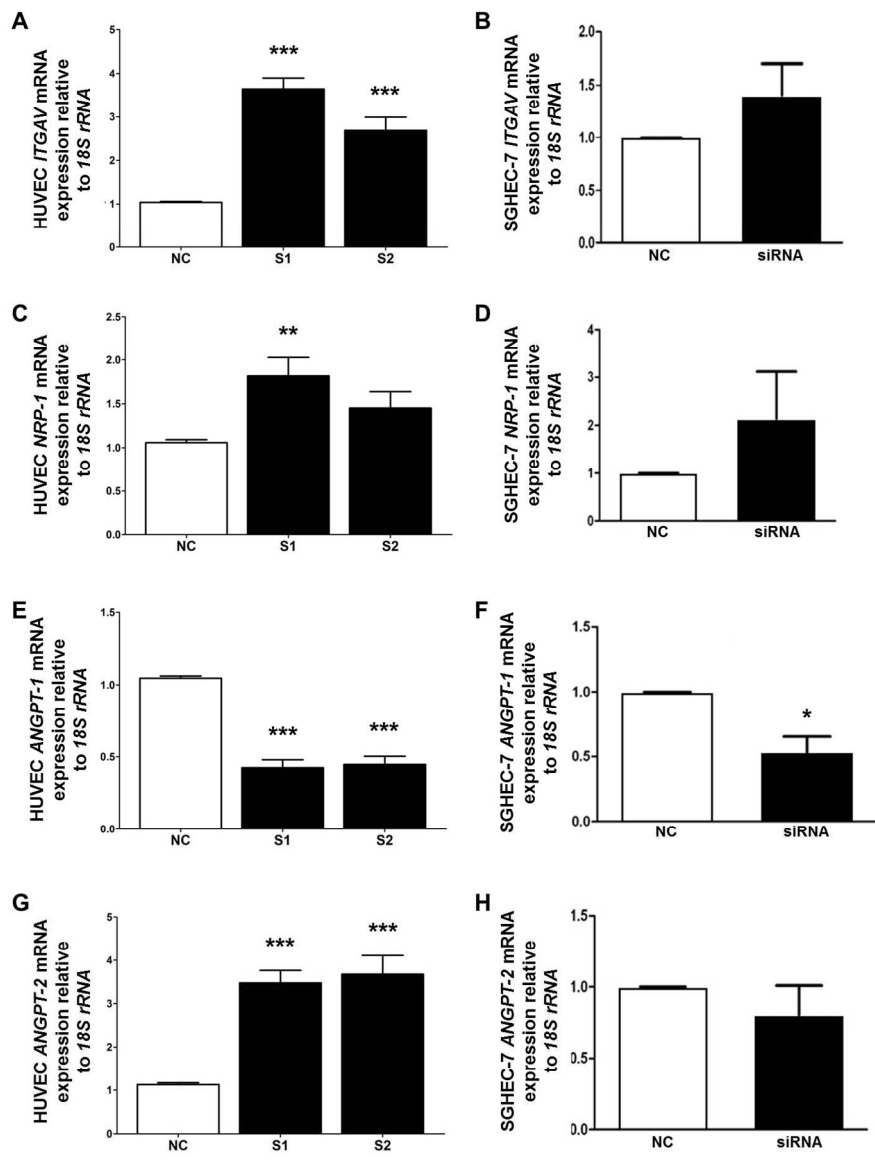 A
HUVEC ITGAV mRNA
expression relative
to 18S rRNA
5
4
3
2
1
0
***
***
NC
S1
S2
B
SGHEC-7 ITGAV mRNA
expression relative
to 18S rRNA
2.0
1.5
1.0
0.5
0.0
NC
siRNA
C
HUVEC NRP-1 mRNA
expression relative
to 18S rRNA
2.5
2.0
1.5
1.0
0.5
0.0
**
NC
S1
S2
D
SGHEC-7 NRP-1 mRNA
expression relative
to 18S rRNA
4
3
2
1
0
NC
siRNA
E
HUVEC ANGPT-1 mRNA
expression relative
to 18S rRNA
1.5
1.0
0.5
0.0
***
***
NC
S1
S2
F
SGHEC-7 ANGPT-1 mRNA
expression relative
to 18S rRNA
1.5
1.0
0.5
0.0
*
NC
siRNA
G
HUVEC ANGPT-2 mRNA
expression relative
to 18S rRNA
5
4
3
2
1
0
***
***
NC
S1
S2
H
SGHEC-7 ANGPT-2 mRNA
expression relative
to 18S rRNA
1.5
1.0
0.5
0.0
NC
siRNA